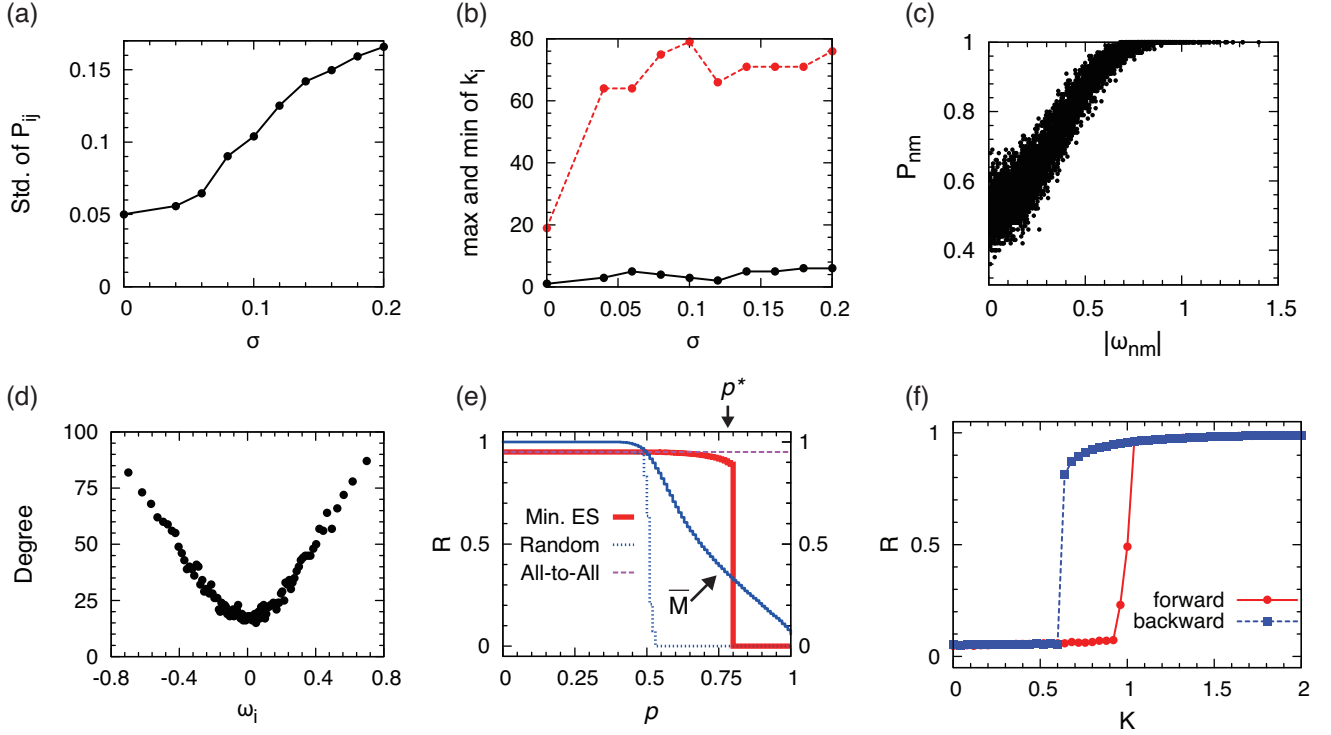 (a)
Std. of P_ij
0.15
0.1
0.05
0
0 0.1 0.2
σ
(b)
max and min of k_i
80
60
40
20
0
0 0.05 0.1 0.15 0.2
σ
(c)
P_nm
1
0.8
0.6
0.4
0 0.5 1 1.5
|ω_nm|
(d)
Degree
100
75
50
25
0
-0.8 -0.4 0 0.4 0.8
ω_i
(e)
p*
R
1
0.5
0
1
0.5
0
Min. ES
Random
All-to-All
M̅
0 0.25 0.5 0.75 1
p
(f)
R
1
0.5
0
forward
backward
0 0.5 1 1.5 2
K